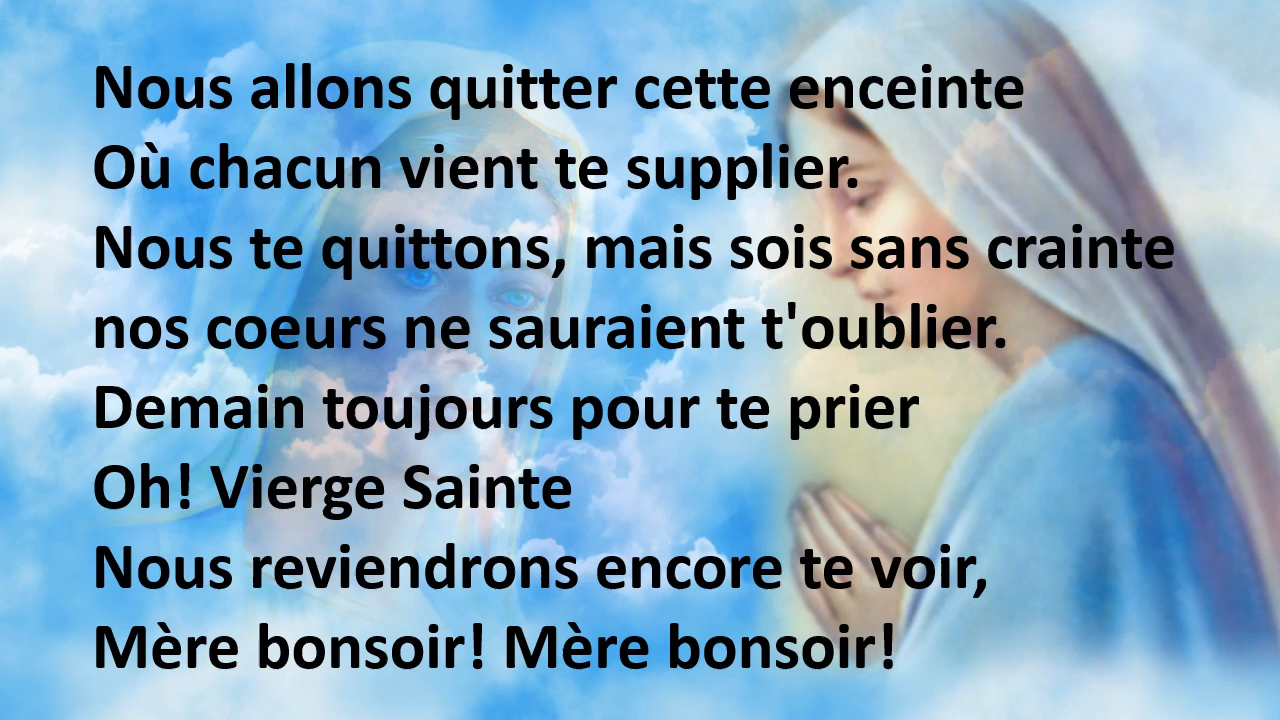 Nous allons quitter cette enceinte
Où chacun vient te supplier.
Nous te quittons, mais sois sans crainte
nos coeurs ne sauraient t'oublier.
Demain toujours pour te prier
Oh! Vierge Sainte
Nous reviendrons encore te voir,
Mère bonsoir! Mère bonsoir!